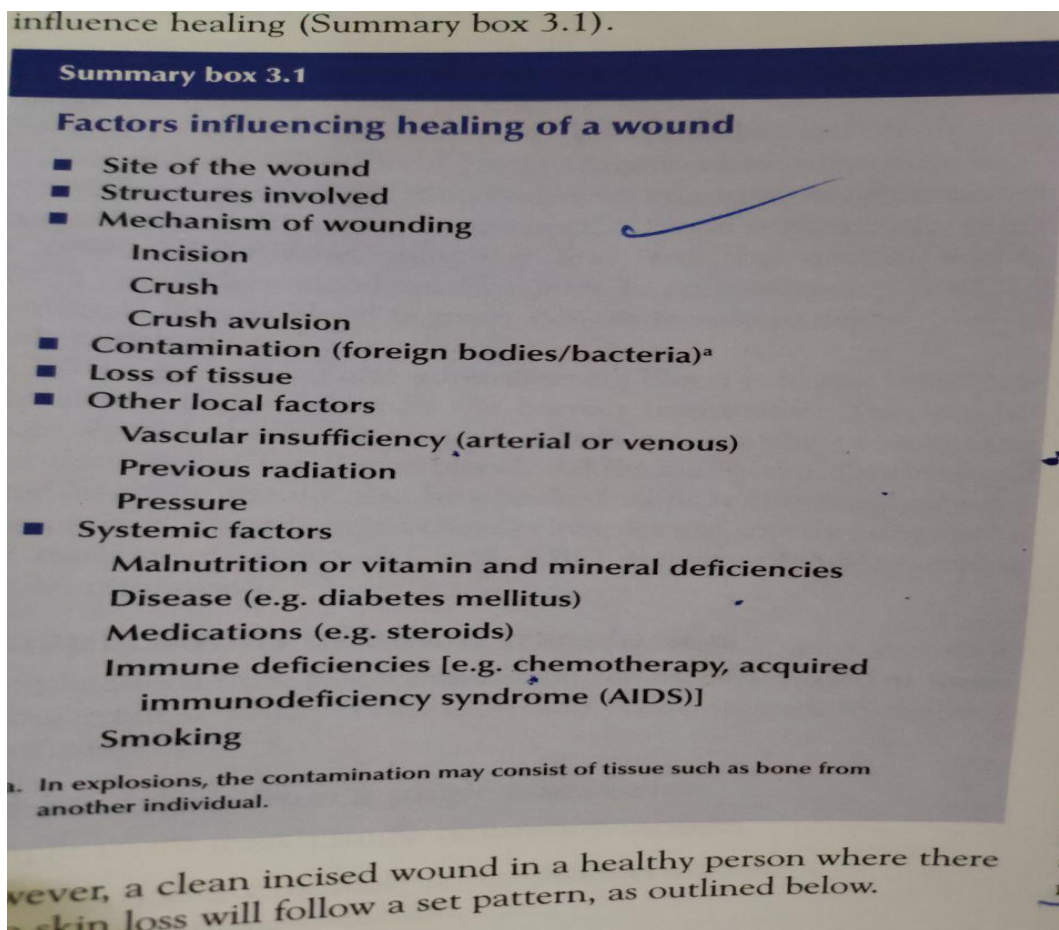 influence healing (Summary box 3.1).
Summary box 3.1
Factors influencing healing of a wound
■ Site of the wound
■ Structures involved
■ Mechanism of wounding
Incision
Crush
Crush avulsion
■ Contamination (foreign bodies/bacteria)ᵃ
■ Loss of tissue
■ Other local factors
Vascular insufficiency (arterial or venous)
Previous radiation
Pressure
■ Systemic factors
Malnutrition or vitamin and mineral deficiencies
Disease (e.g. diabetes mellitus)
Medications (e.g. steroids)
Immune deficiencies [e.g. chemotherapy, acquired
immunodeficiency syndrome (AIDS)]
Smoking
a. In explosions, the contamination may consist of tissue such as bone from
another individual.
wever, a clean incised wound in a healthy person where there
skin loss will follow a set pattern, as outlined below.